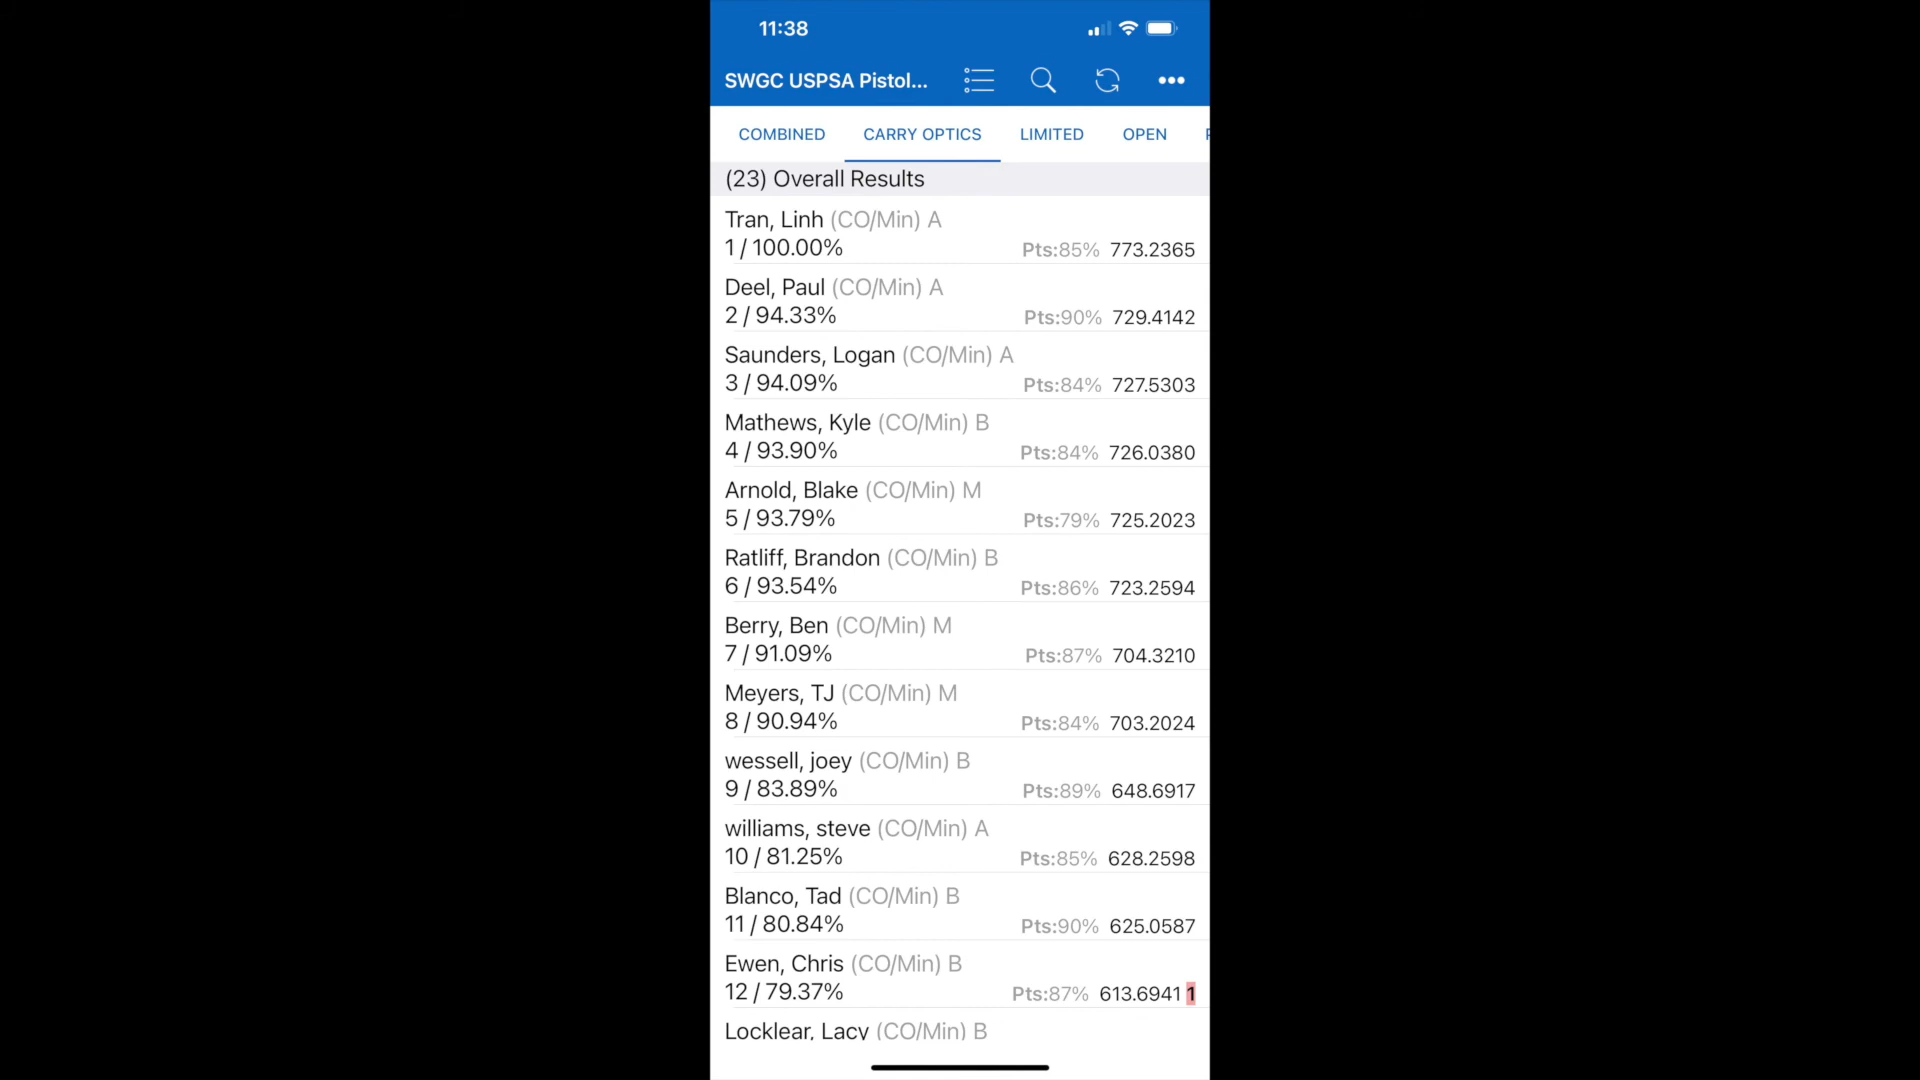 11:38
SWGC USPSA Pistol...
COMBINED CARRY OPTICS LIMITED OPEN
(23) Overall Results
Tran, Linh (CO/Min) A
1 / 100.00% Pts:85% 773.2365
Deel, Paul (CO/Min) A
2 / 94.33% Pts:90% 729.4142
Saunders, Logan (CO/Min) A
3 / 94.09% Pts:84% 727.5303
Mathews, Kyle (CO/Min) B
4 / 93.90% Pts:84% 726.0380
Arnold, Blake (CO/Min) M
5 / 93.79% Pts:79% 725.2023
Ratliff, Brandon (CO/Min) B
6 / 93.54% Pts:86% 723.2594
Berry, Ben (CO/Min) M
7 / 91.09% Pts:87% 704.3210
Meyers, TJ (CO/Min) M
8 / 90.94% Pts:84% 703.2024
wessell, joey (CO/Min) B
9 / 83.89% Pts:89% 648.6917
williams, steve (CO/Min) A
10 / 81.25% Pts:85% 628.2598
Blanco, Tad (CO/Min) B
11 / 80.84% Pts:90% 625.0587
Ewen, Chris (CO/Min) B
12 / 79.37% Pts:87% 613.6941 1
Locklear, Lacy (CO/Min) B